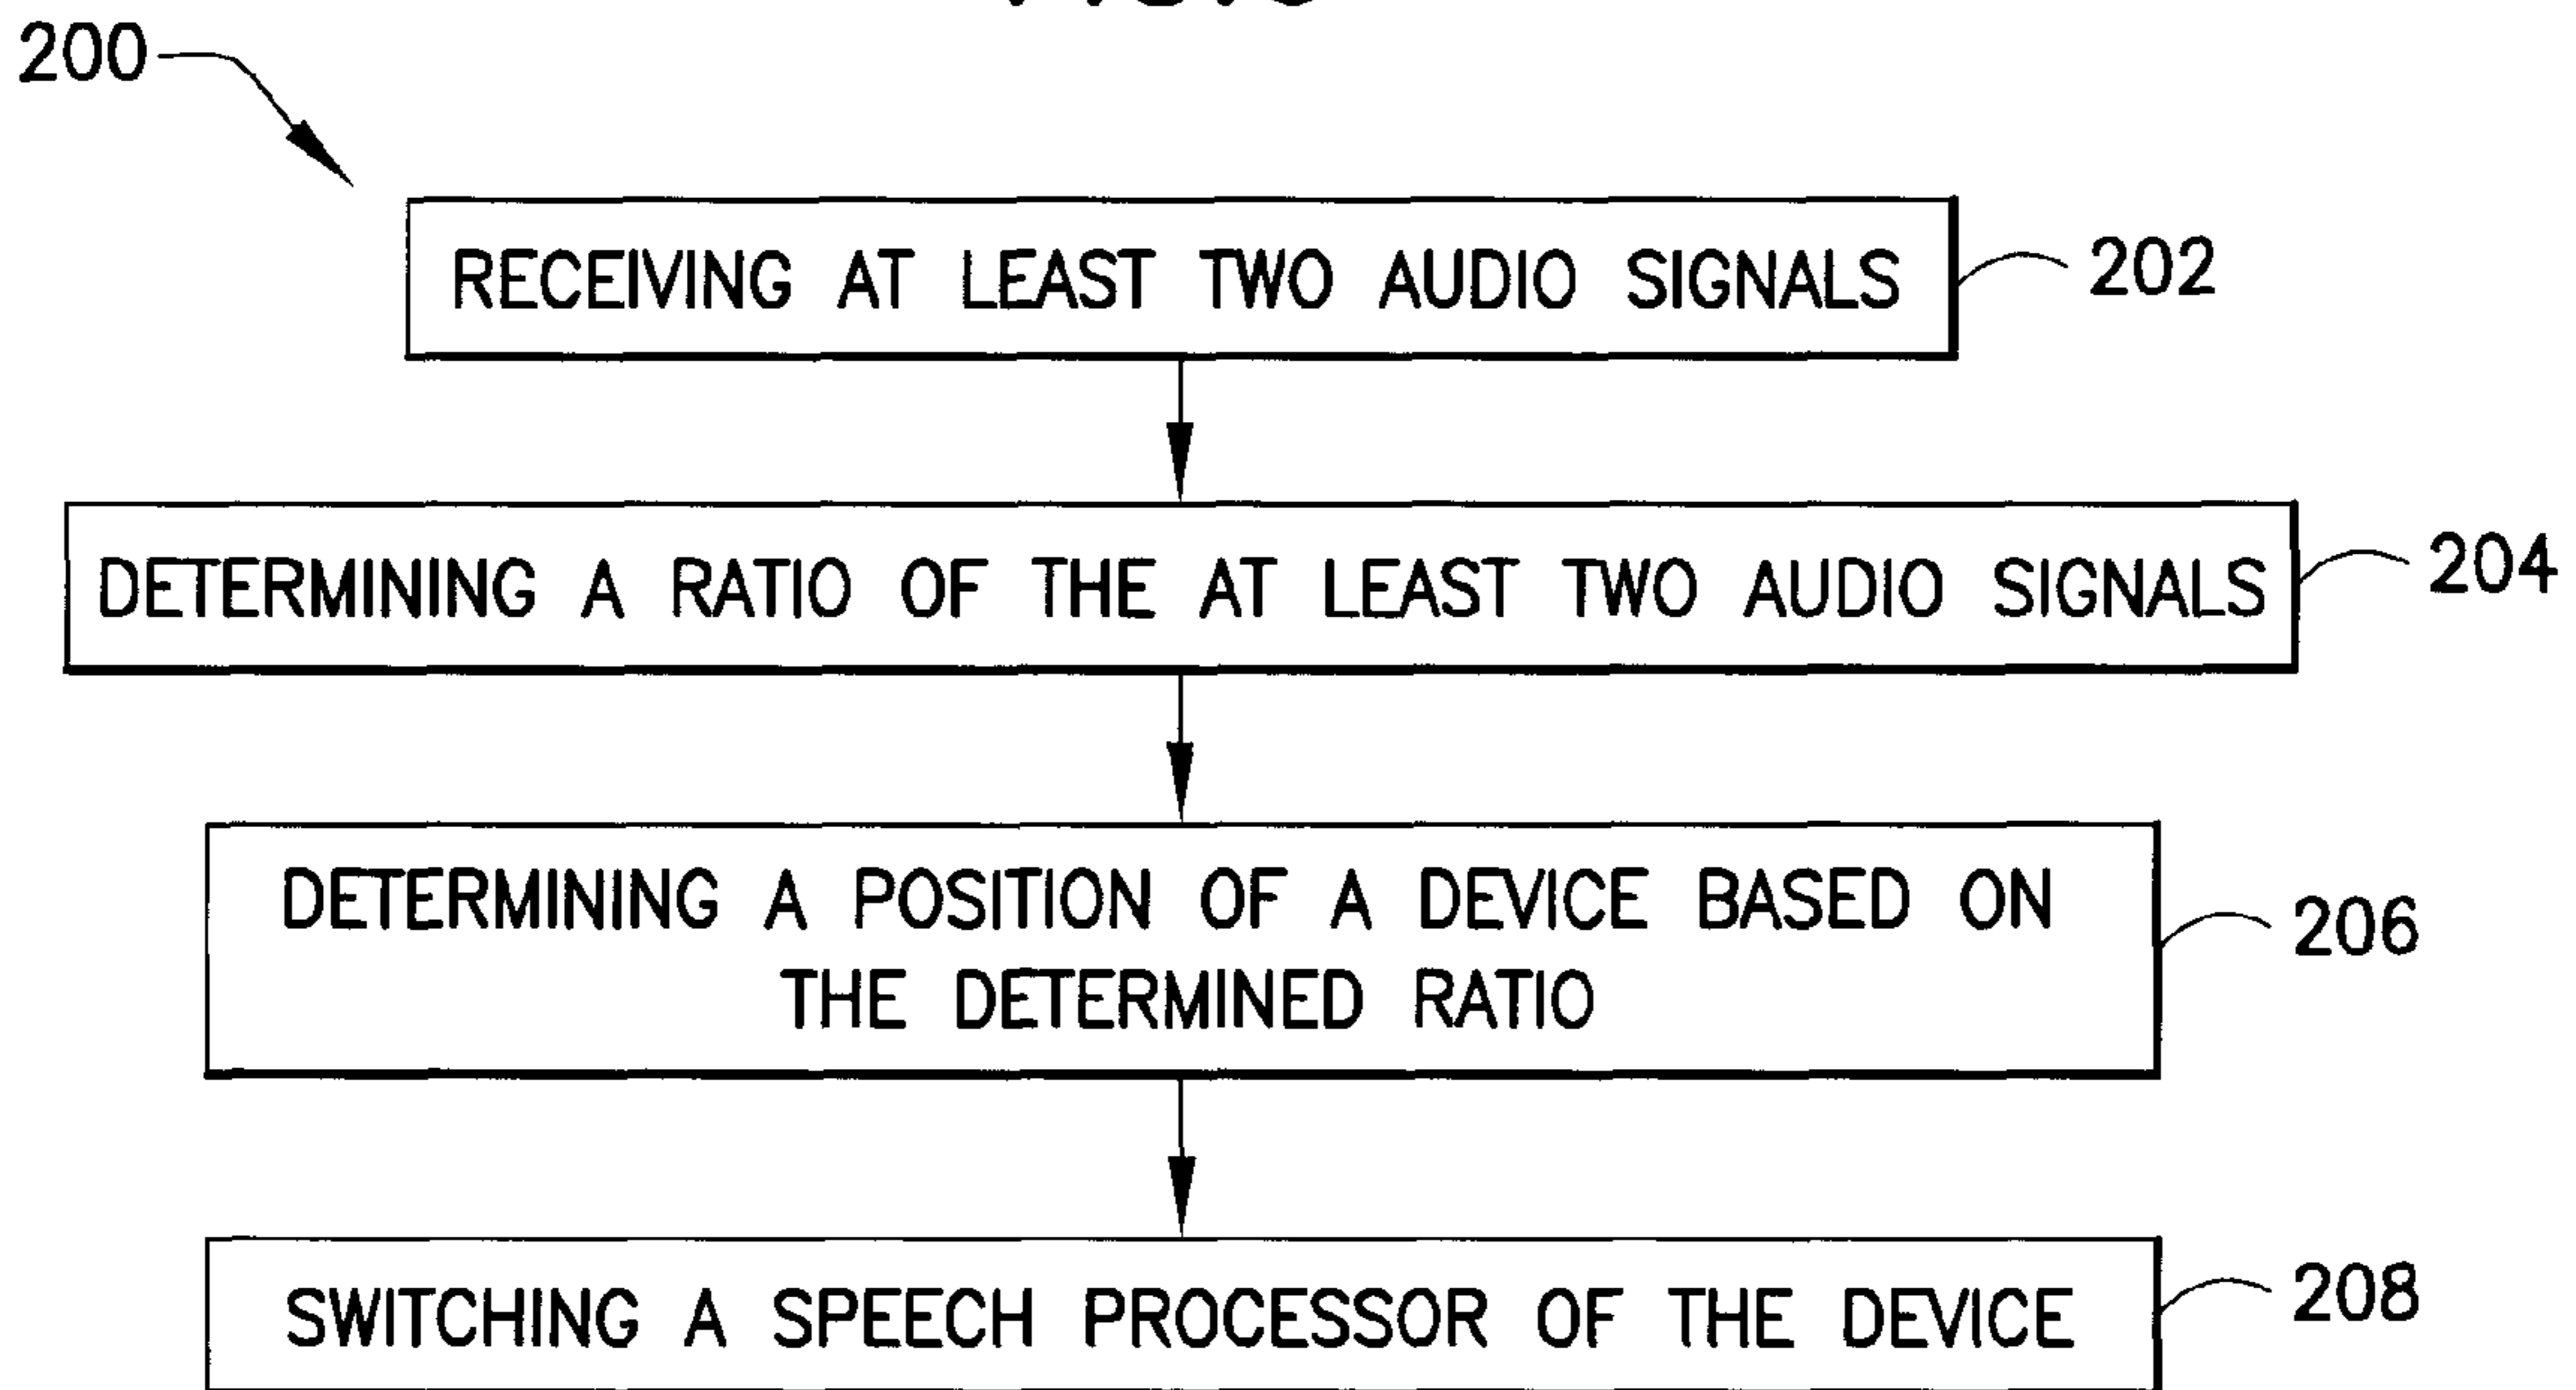 200
RECEIVING AT LEAST TWO AUDIO SIGNALS
202
DETERMINING A RATIO OF THE AT LEAST TWO AUDIO SIGNALS
204
DETERMINING A POSITION OF A DEVICE BASED ON
THE DETERMINED RATIO
206
SWITCHING A SPEECH PROCESSOR OF THE DEVICE
208